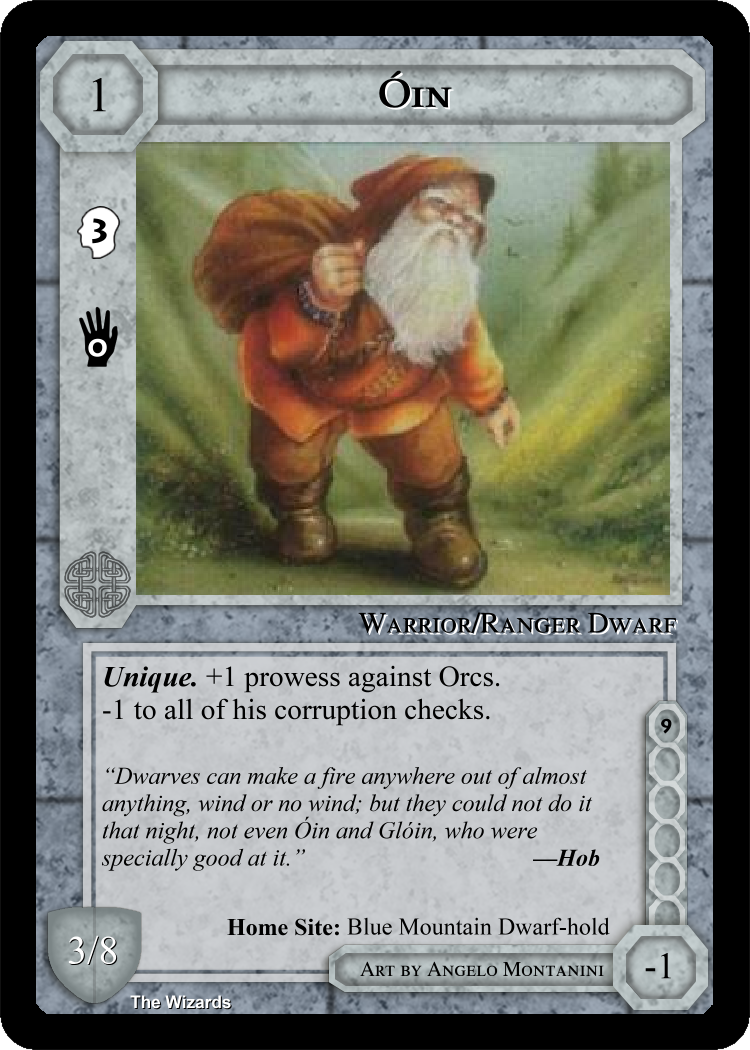 1
ÓIN
3
0
WARRIOR/RANGER DWARF
Unique. +1 prowess against Orcs.
-1 to all of his corruption checks.
9
“Dwarves can make a fire anywhere out of almost
anything, wind or no wind; but they could not do it
that night, not even Óin and Glóin, who were
specially good at it.” —Hob
Home Site: Blue Mountain Dwarf-hold
3/8
ART BY ANGELO MONTANINI
-1
The Wizards